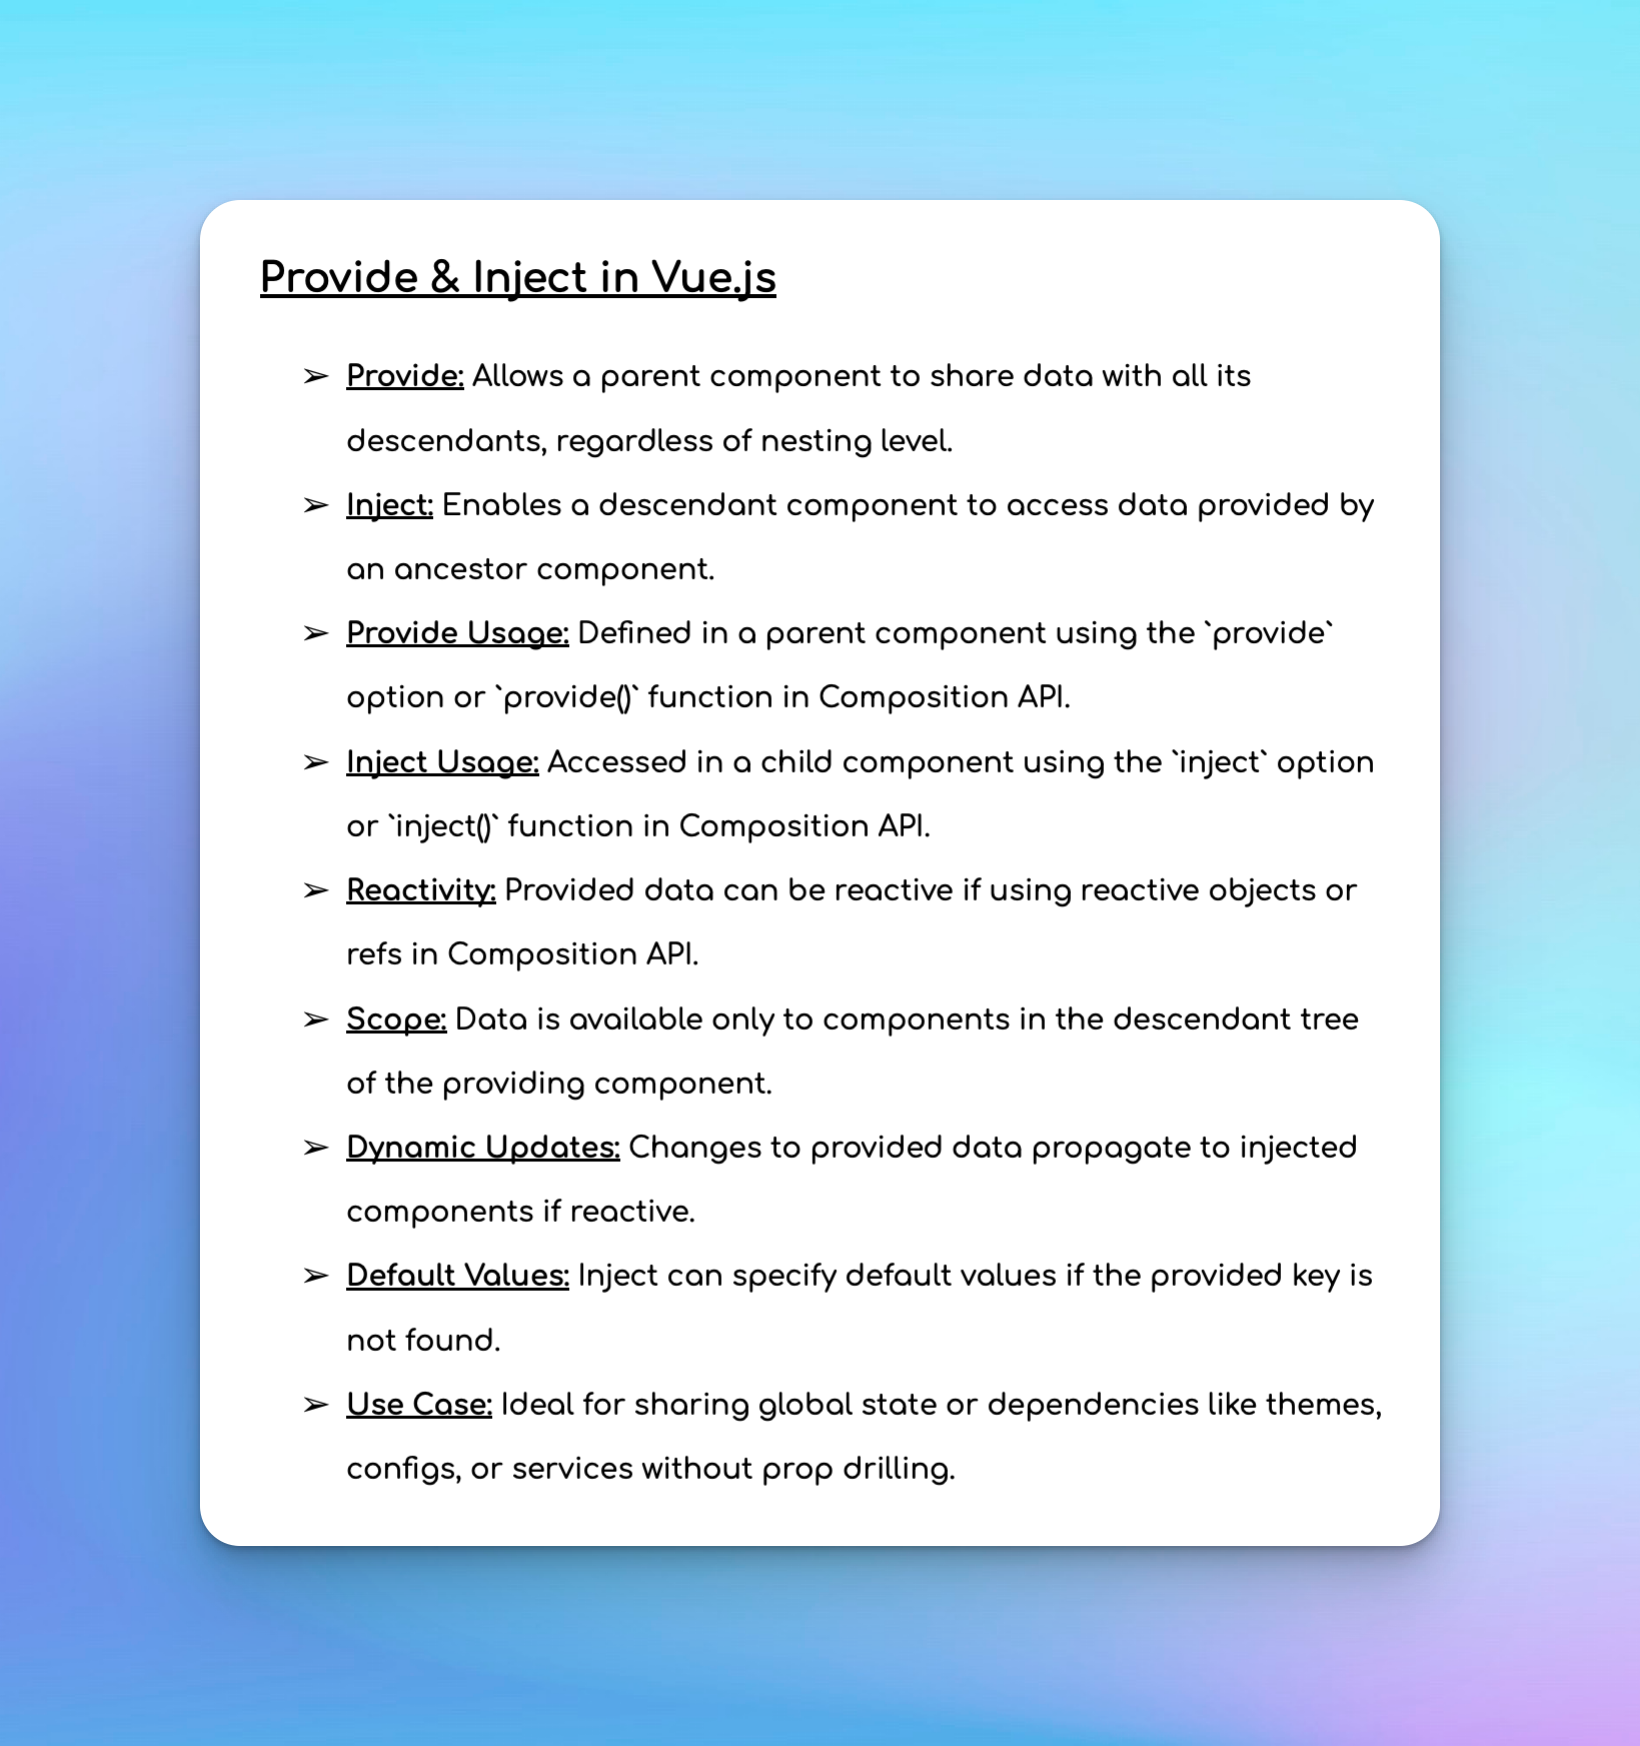 Provide & Inject in Vue.js
➢ Provide: Allows a parent component to share data with all its
descendants, regardless of nesting level.
➢ Inject: Enables a descendant component to access data provided by
an ancestor component.
➢ Provide Usage: Defined in a parent component using the `provide`
option or `provide()` function in Composition API.
➢ Inject Usage: Accessed in a child component using the `inject` option
or `inject()` function in Composition API.
➢ Reactivity: Provided data can be reactive if using reactive objects or
refs in Composition API.
➢ Scope: Data is available only to components in the descendant tree
of the providing component.
➢ Dynamic Updates: Changes to provided data propagate to injected
components if reactive.
➢ Default Values: Inject can specify default values if the provided key is
not found.
➢ Use Case: Ideal for sharing global state or dependencies like themes,
configs, or services without prop drilling.